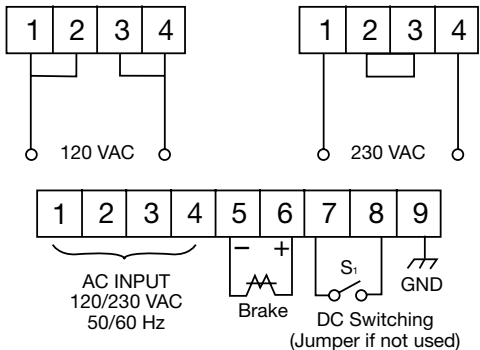 1 2 3 4
1 2 3 4
120 VAC
230 VAC
1 2 3 4 5 6 7 8 9
− +
S1
AC INPUT
120/230 VAC
50/60 Hz
Brake
DC Switching
(Jumper if not used)
GND